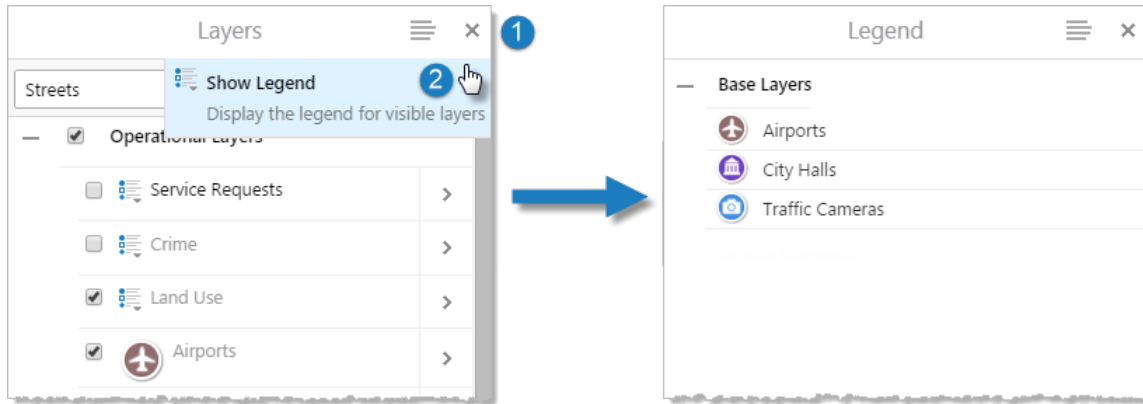 Layers
1
Show Legend
2
Display the legend for visible layers
Streets
Operational Layers
Service Requests
Crime
Land Use
Airports
Legend
Base Layers
Airports
City Halls
Traffic Cameras